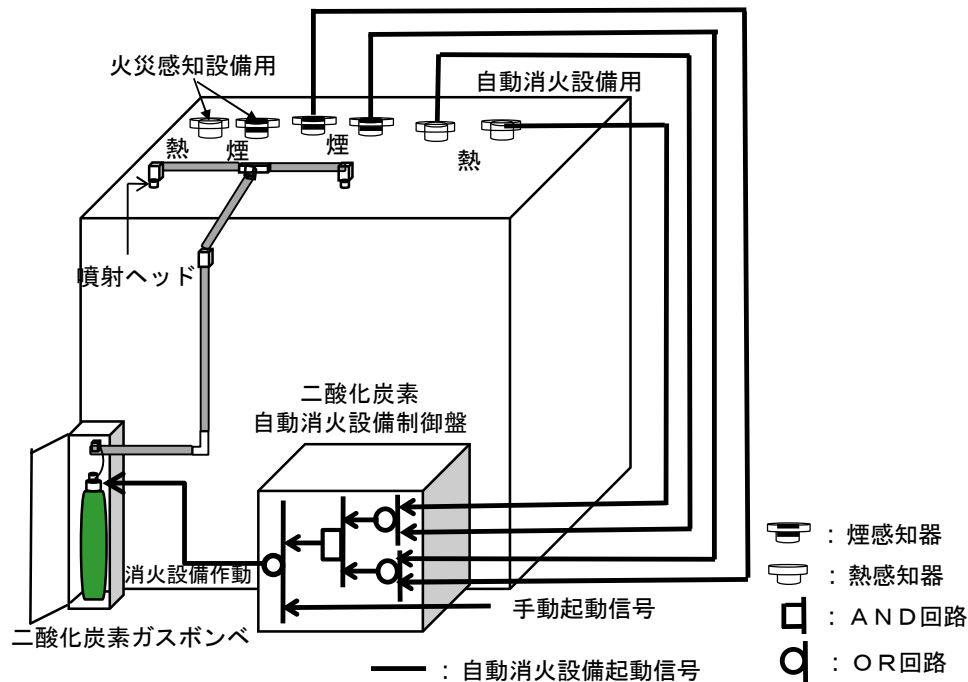 火災感知設備用
自動消火設備用
熱
煙
煙
熱
噴射ヘッド
二酸化炭素
自動消火設備制御盤
消火設備作動
手動起動信号
二酸化炭素ガスボンベ
：煙感知器
：熱感知器
：ＡＮＤ回路
：ＯＲ回路
：自動消火設備起動信号